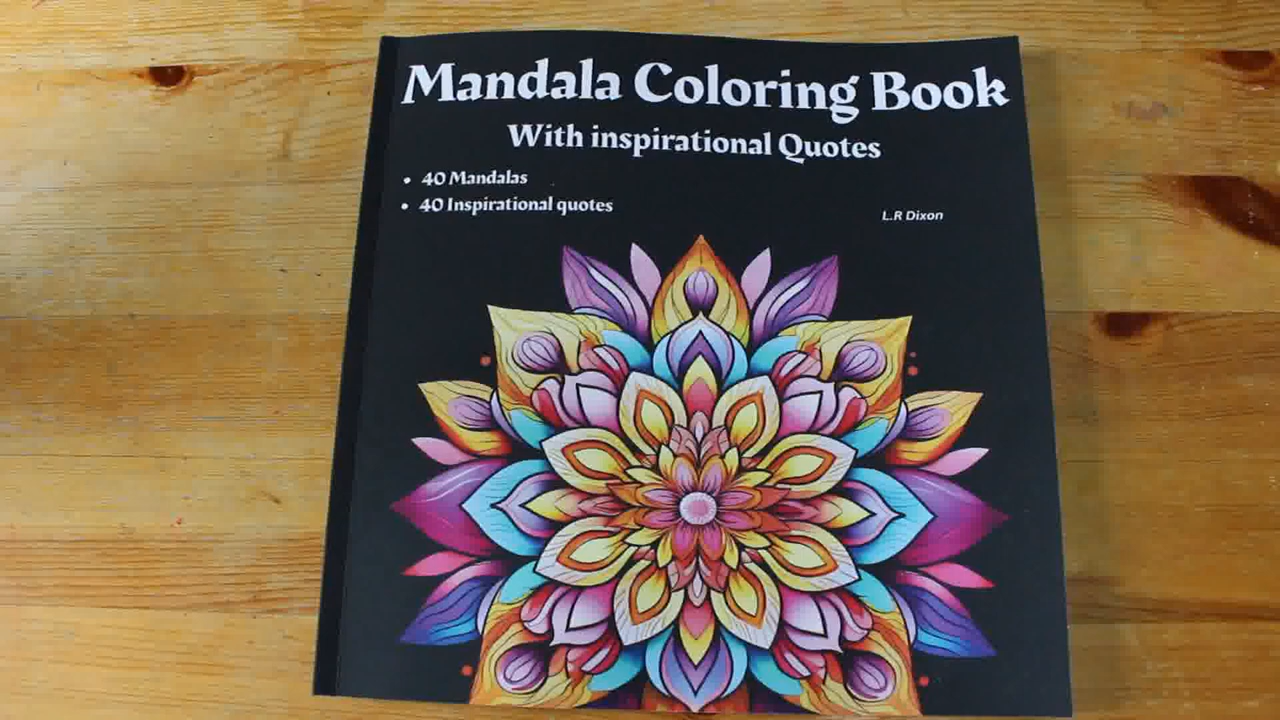 Mandala Coloring Book
With inspirational Quotes
• 40 Mandalas
• 40 Inspirational quotes
L.R Dixon